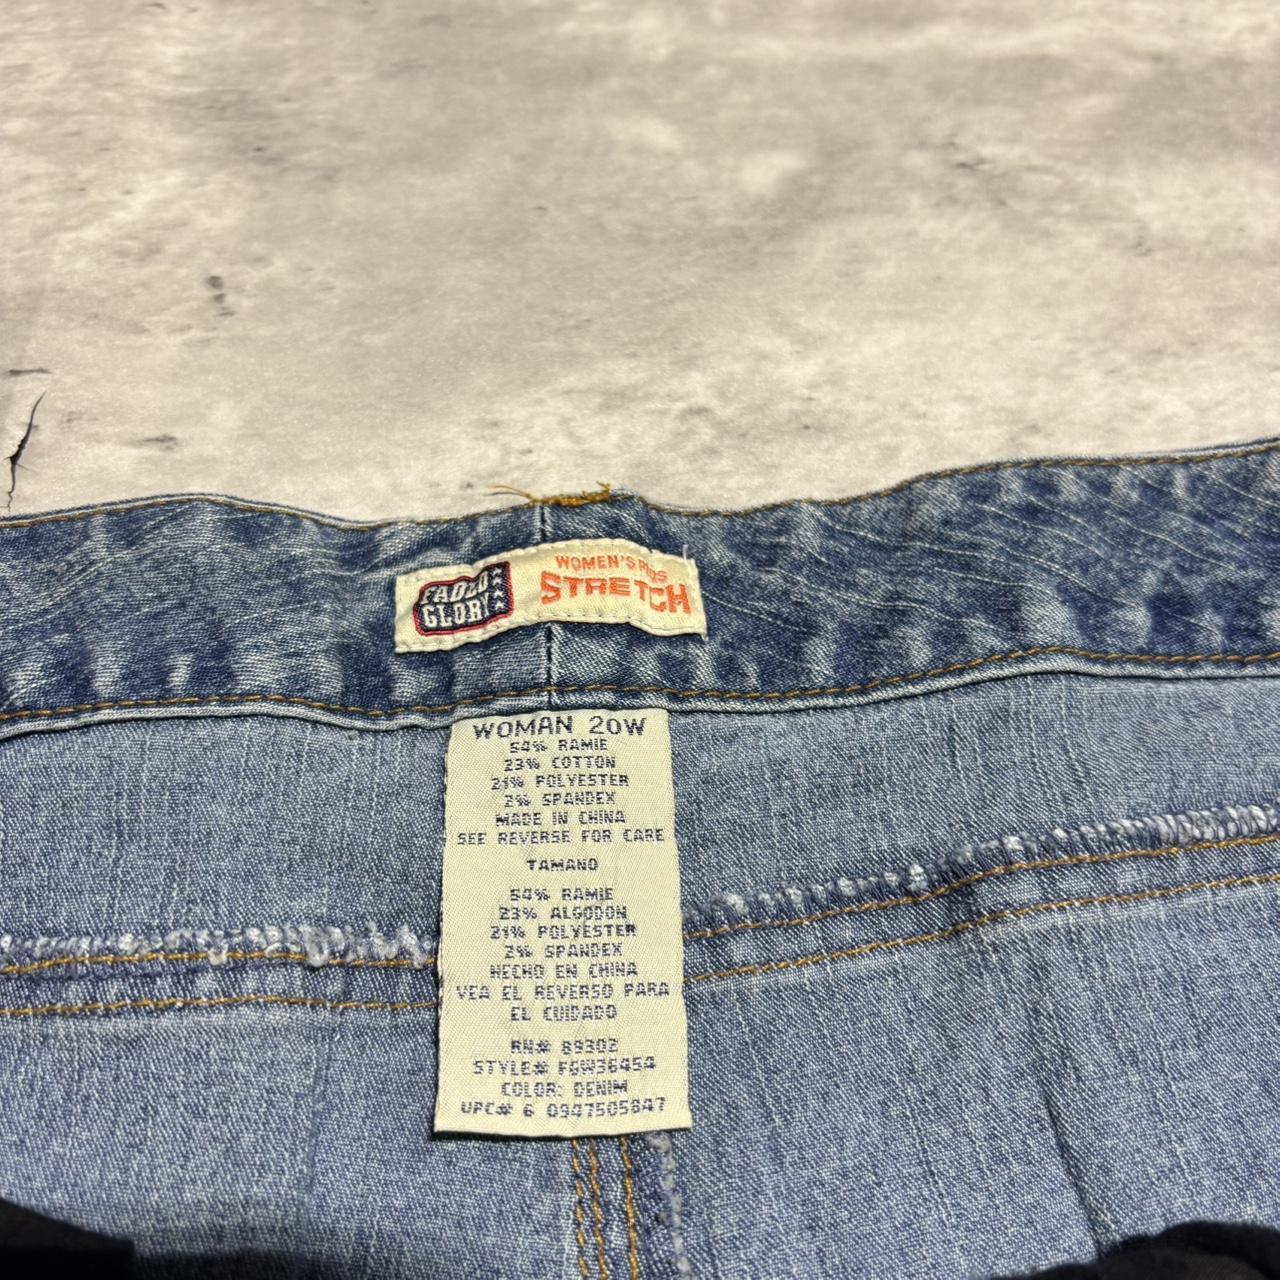 FADED
GLORY
WOMEN'S PLUS
STRETCH
WOMAN 20W
54% RAMIE
23% COTTON
21% POLYESTER
2% SPANDEX
MADE IN CHINA
SEE REVERSE FOR CARE
TAMANO
54% RAMIE
23% ALGODON
21% POLYESTER
2% SPANDEX
HECHO EN CHINA
VEA EL REVERSO PARA
EL CUIDADO
RN# 89302
STYLE# FGW36454
COLOR: DENIM
UPC# 6 0947505847